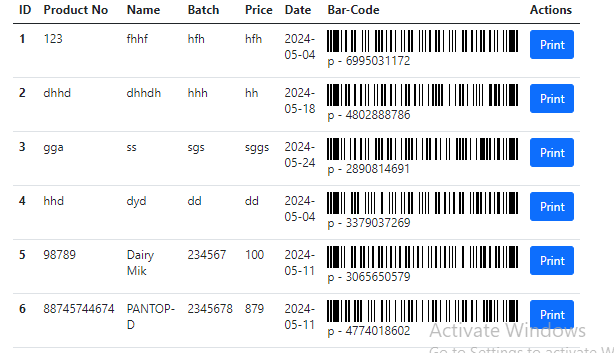 ID Product No Name Batch Price Date Bar-Code Actions
1 123 fhhf hfh hfh 2024-
05-04 Print
p - 6995031172
2 dhhd dhhdh hhh hh 2024-
05-18 Print
p - 4802888786
3 gga ss sgs sggs 2024-
05-24 Print
p - 2890814691
4 hhd dyd dd dd 2024-
05-04 Print
p - 3379037269
5 98789 Dairy 234567 100 2024-
Mik 05-11 Print
p - 3065650579
6 88745744674 PANTOP- 2345678 879 2024-
D 05-11 Print
p - 4774018602
Activate Windows
Go to Settings to activate W